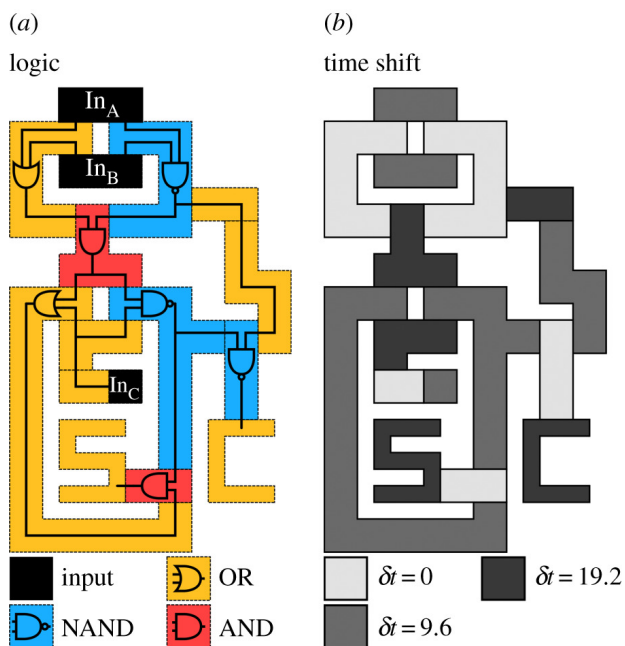 (a)
logic
In_A
In_B
In_C
input
OR
NAND
AND
(b)
time shift
δt = 0
δt = 19.2
δt = 9.6